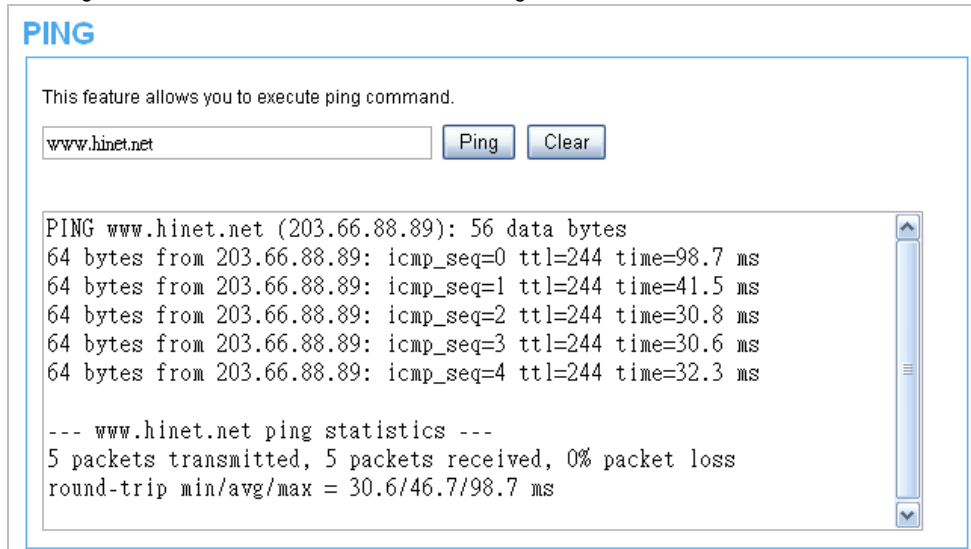 PING
This feature allows you to execute ping command.
www.hinet.net Ping Clear
PING www.hinet.net (203.66.88.89): 56 data bytes
64 bytes from 203.66.88.89: icmp_seq=0 ttl=244 time=98.7 ms
64 bytes from 203.66.88.89: icmp_seq=1 ttl=244 time=41.5 ms
64 bytes from 203.66.88.89: icmp_seq=2 ttl=244 time=30.8 ms
64 bytes from 203.66.88.89: icmp_seq=3 ttl=244 time=30.6 ms
64 bytes from 203.66.88.89: icmp_seq=4 ttl=244 time=32.3 ms
--- www.hinet.net ping statistics ---
5 packets transmitted, 5 packets received, 0% packet loss
round-trip min/avg/max = 30.6/46.7/98.7 ms